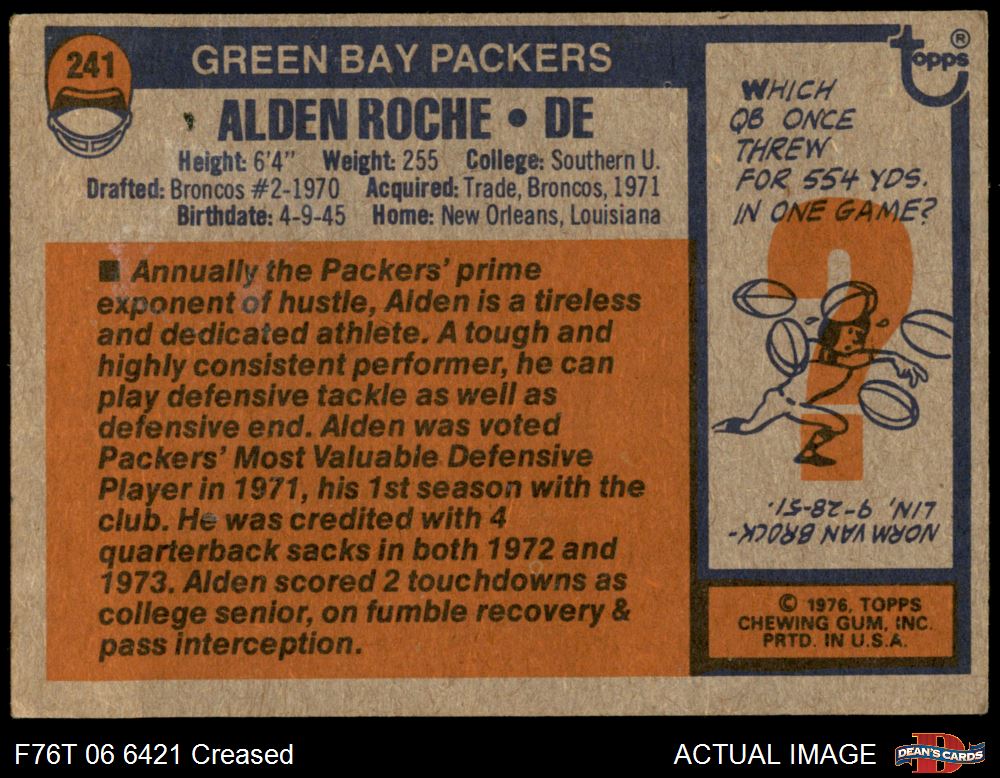 241
GREEN BAY PACKERS
ALDEN ROCHE • DE
Height: 6'4" Weight: 255 College: Southern U.
Drafted: Broncos #2-1970 Acquired: Trade, Broncos, 1971
Birthdate: 4-9-45 Home: New Orleans, Louisiana
■ Annually the Packers' prime
exponent of hustle, Alden is a tireless
and dedicated athlete. A tough and
highly consistent performer, he can
play defensive tackle as well as
defensive end. Alden was voted
Packers' Most Valuable Defensive
Player in 1971, his 1st season with the
club. He was credited with 4
quarterback sacks in both 1972 and
1973. Alden scored 2 touchdowns as
college senior, on fumble recovery &
pass interception.
Topps ®
WHICH
QB ONCE
THREW
FOR 554 YDS.
IN ONE GAME?
?
NORM VAN BROCK-
LIN, 9-28-51.
© 1976, TOPPS
CHEWING GUM, INC.
PRTD. IN U.S.A.
F76T 06 6421 Creased
ACTUAL IMAGE
DEAN'S CARDS